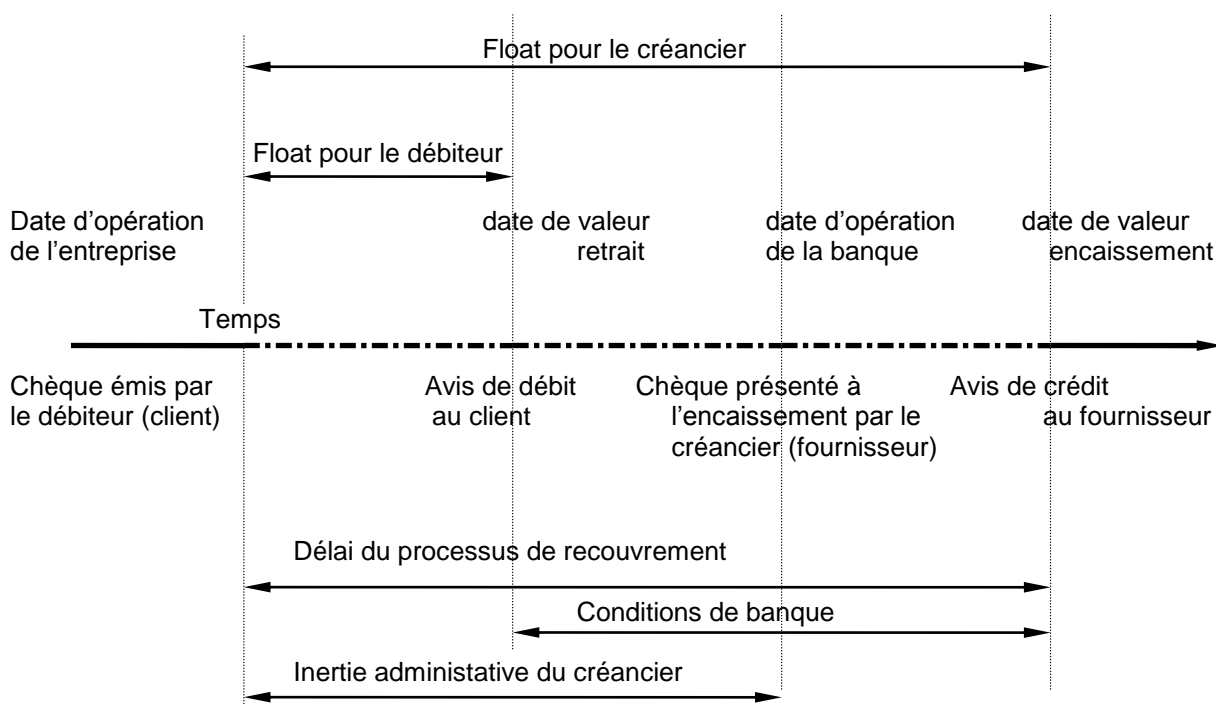 Float pour le créancier
Float pour le débiteur
Date d'opération
de l'entreprise
date de valeur
retrait
date d'opération
de la banque
date de valeur
encaissement
Temps
Chèque émis par
le débiteur (client)
Avis de débit
au client
Chèque présenté à
l'encaissement par le
créancier (fournisseur)
Avis de crédit
au fournisseur
Délai du processus de recouvrement
Conditions de banque
Inertie administative du créancier